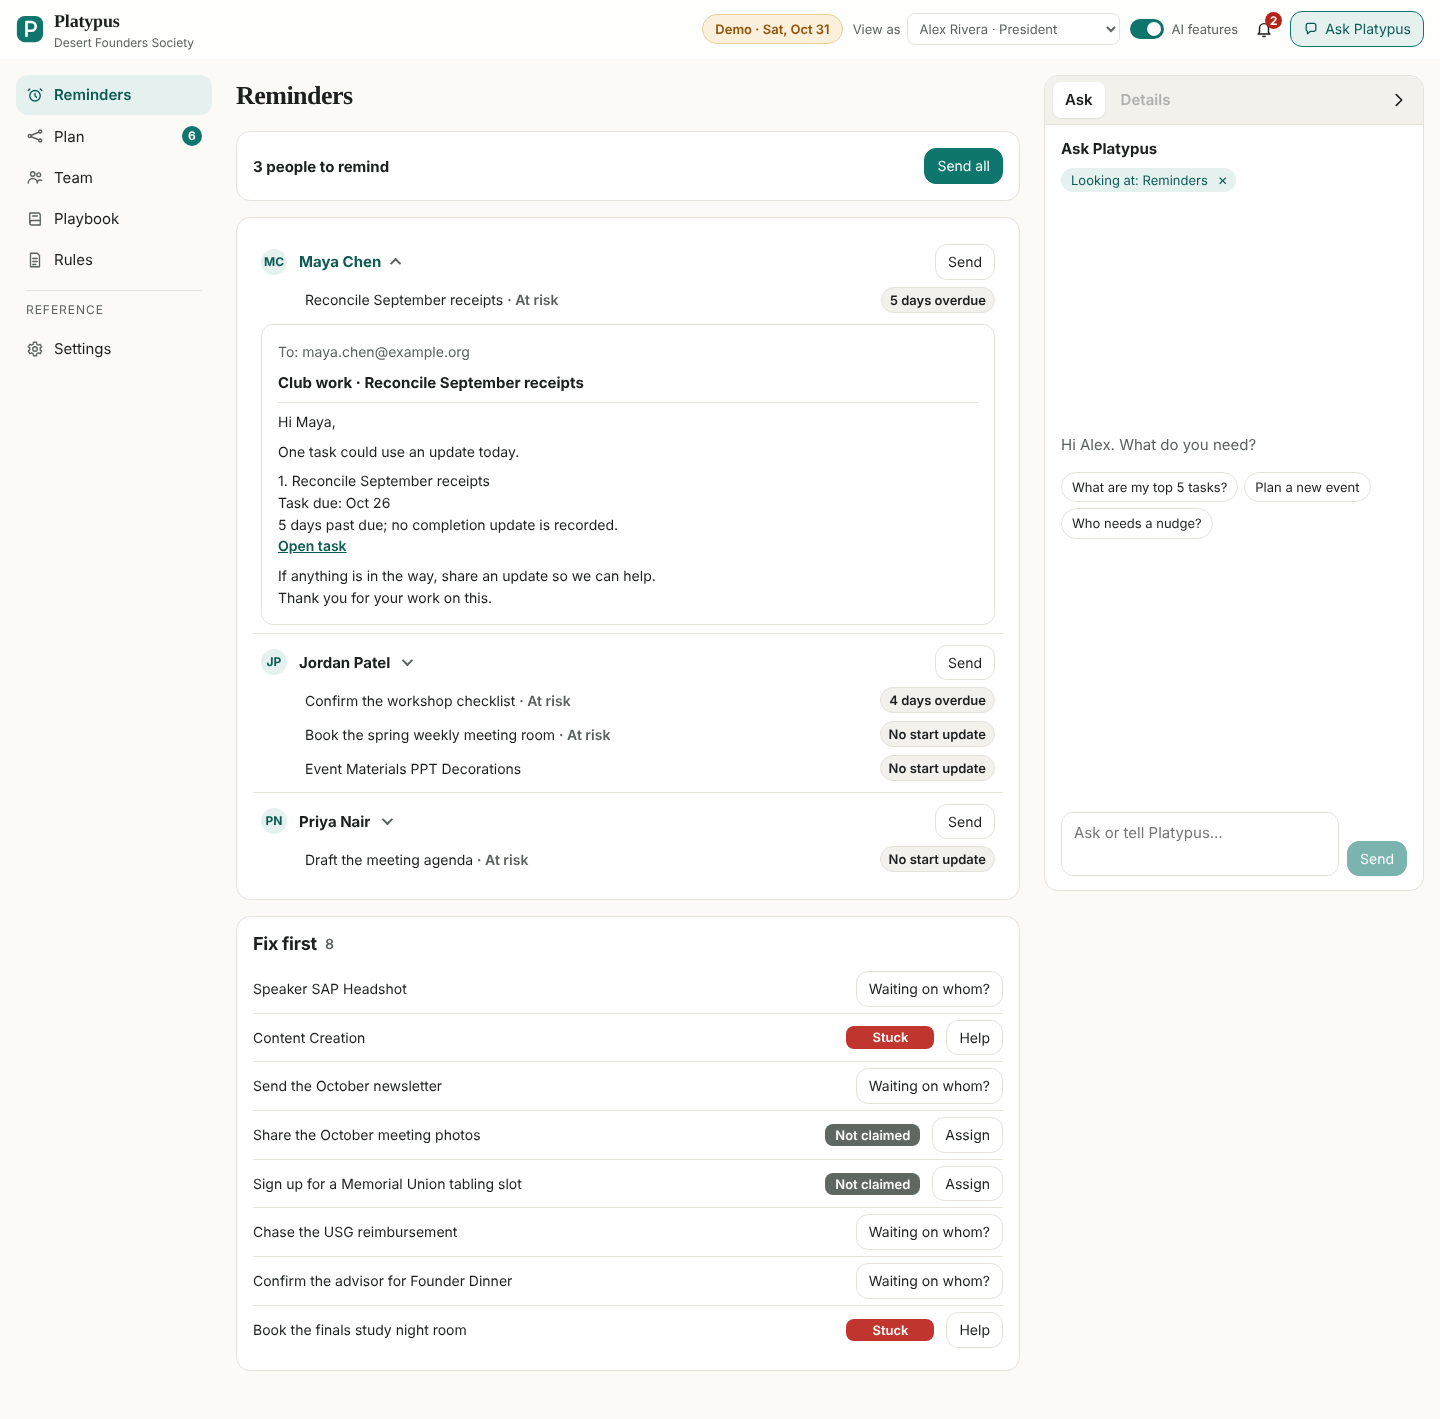 P
Platypus
Desert Founders Society
Demo · Sat, Oct 31
View as
Alex Rivera · President
AI features
2
Ask Platypus
Reminders
Plan
6
Team
Playbook
Rules
REFERENCE
Settings
Reminders
3 people to remind
Send all
MC
Maya Chen
Send
Reconcile September receipts · At risk
5 days overdue
To: maya.chen@example.org
Club work · Reconcile September receipts
Hi Maya,
One task could use an update today.
1. Reconcile September receipts
Task due: Oct 26
5 days past due; no completion update is recorded.
Open task
If anything is in the way, share an update so we can help.
Thank you for your work on this.
JP
Jordan Patel
Send
Confirm the workshop checklist · At risk
4 days overdue
Book the spring weekly meeting room · At risk
No start update
Event Materials PPT Decorations
No start update
PN
Priya Nair
Send
Draft the meeting agenda · At risk
No start update
Fix first 8
Speaker SAP Headshot
Waiting on whom?
Content Creation
Stuck
Help
Send the October newsletter
Waiting on whom?
Share the October meeting photos
Not claimed
Assign
Sign up for a Memorial Union tabling slot
Not claimed
Assign
Chase the USG reimbursement
Waiting on whom?
Confirm the advisor for Founder Dinner
Waiting on whom?
Book the finals study night room
Stuck
Help
Ask
Details
Ask Platypus
Looking at: Reminders ×
Hi Alex. What do you need?
What are my top 5 tasks?
Plan a new event
Who needs a nudge?
Ask or tell Platypus...
Send